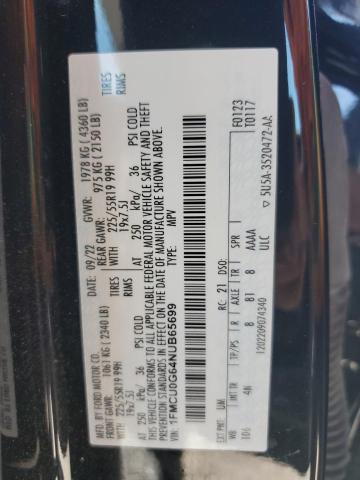 MFD. BY FORD MOTOR CO.
DATE: 09/22 GVWR: 1978 KG ( 4360 LB)
FRONT GAWR: 1061 KG ( 2340 LB) REAR GAWR: 975 KG ( 2150 LB)
WITH 225/55R19 99H TIRES WITH 225/55R19 99H TIRES
19x7.5J RIMS 19x7.5J RIMS
AT 250 kPa/ 36 PSI COLD AT 250 kPa/ 36 PSI COLD
THIS VEHICLE CONFORMS TO ALL APPLICABLE FEDERAL MOTOR VEHICLE SAFETY AND THEFT
PREVENTION STANDARDS IN EFFECT ON THE DATE OF MANUFACTURE SHOWN ABOVE.
VIN: 1FMCU0G64NUB65699
TYPE: MPV
F0123
T0117
EXT PNT: UM RC: 21 DSO:
WB INT TR TP/PS R AXLE TR SPR
106 4N 8 81 8 AAAA
ULC
1202209074340
5U5A-3520472-AA